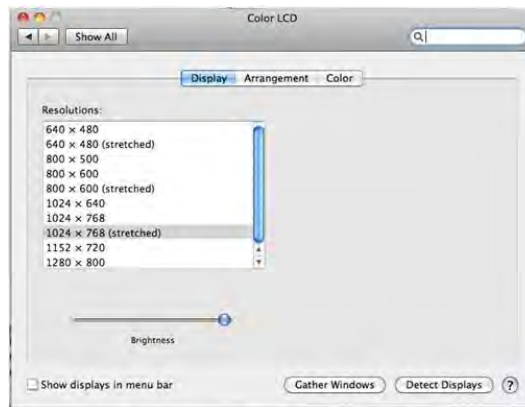 Color LCD
Show All
Display Arrangement Color
Resolutions:
640 × 480
640 × 480 (stretched)
800 × 500
800 × 600
800 × 600 (stretched)
1024 × 640
1024 × 768
1024 × 768 (stretched)
1152 × 720
1280 × 800
Brightness
Show displays in menu bar
Gather Windows
Detect Displays
?